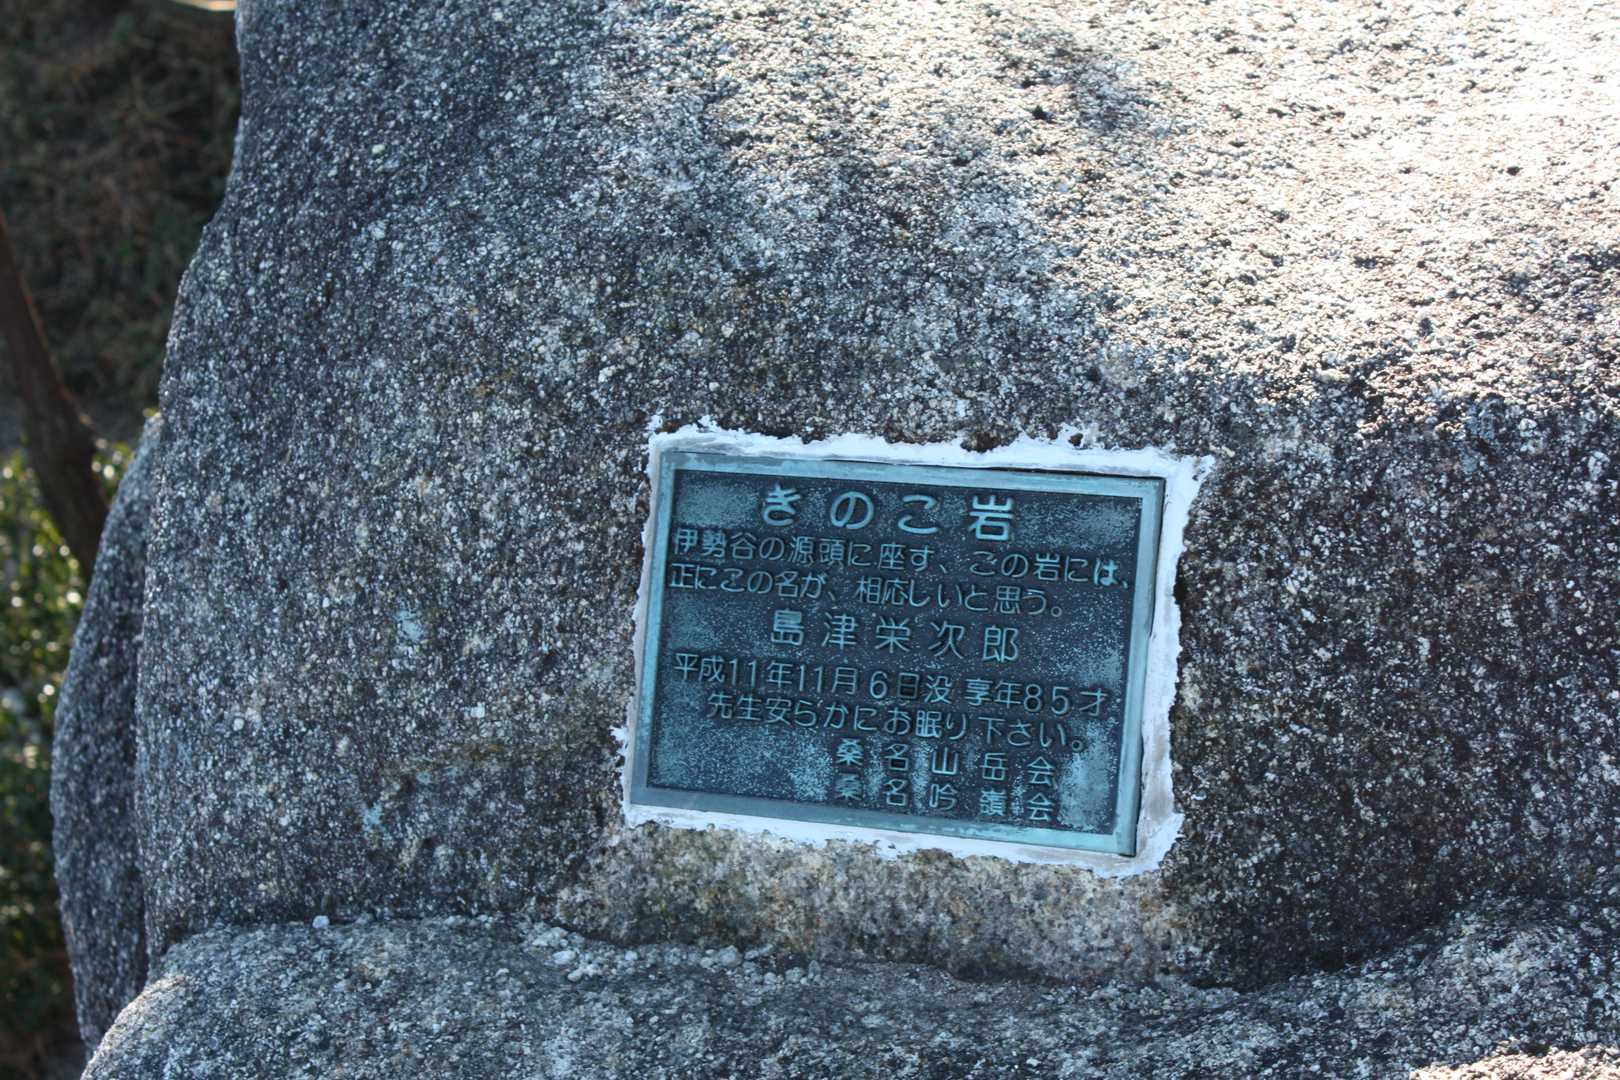 きのこ岩
伊勢谷の源頭に座す、この岩には、
正にこの名が、相応しいと思う。
島津栄次郎
平成11年11月6日没 享年85才
先生安らかにお眠り下さい。
桑名山岳会
桑名吟嶺会